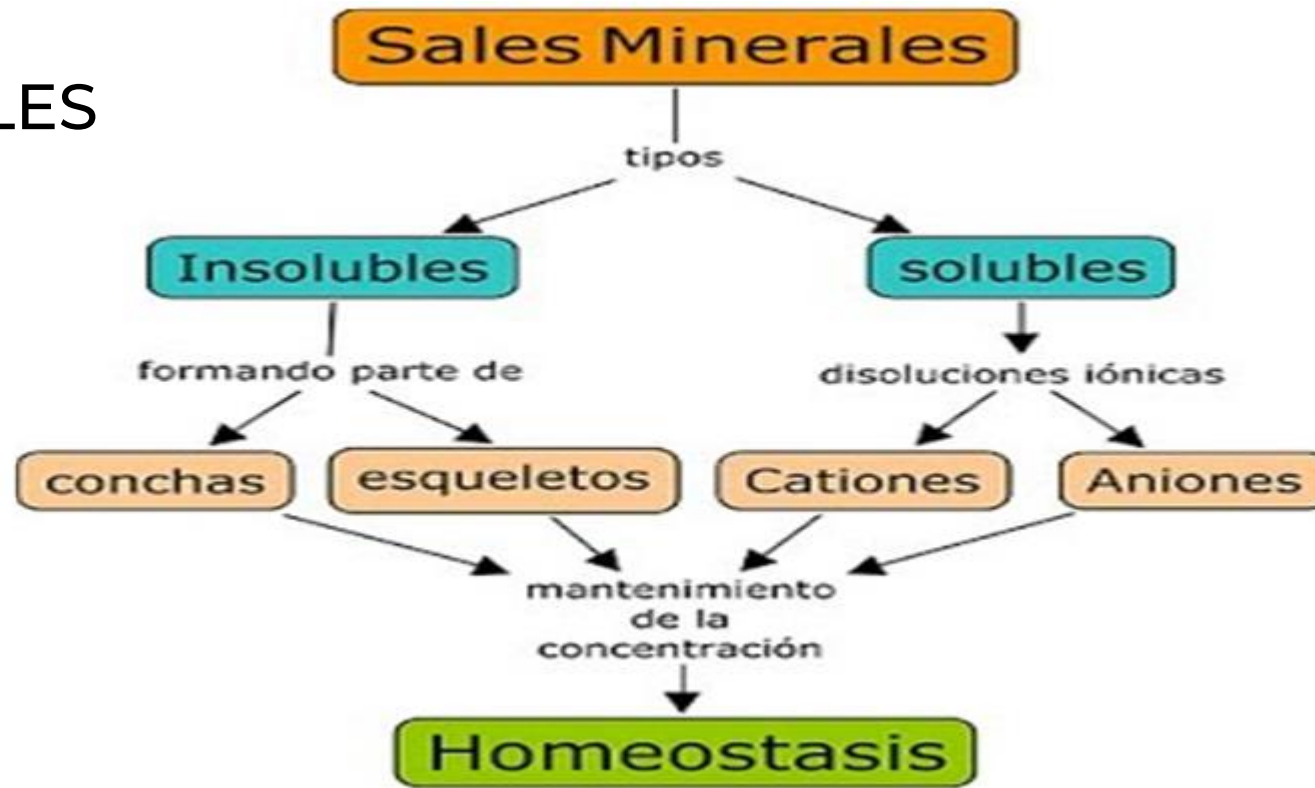 Sales Minerales
LES
tipos
Insolubles
solubles
formando parte de
disoluciones iónicas
conchas
esqueletos
Cationes
Aniones
mantenimiento
de la
concentración
Homeostasis